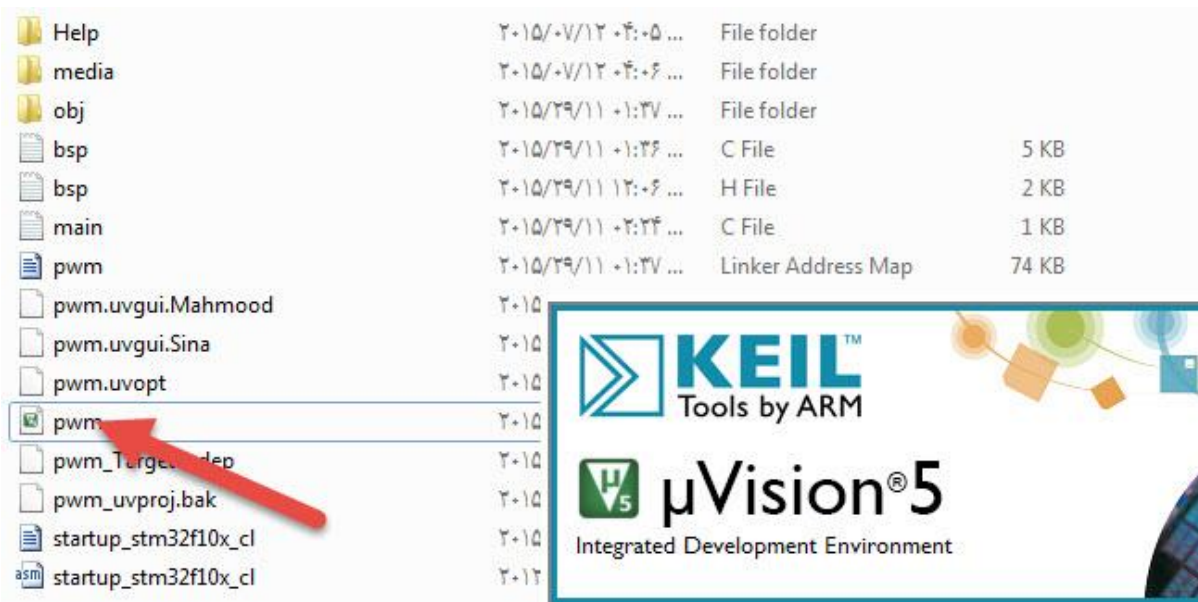 Help ۲۰۱۵/۰۷/۱۲ ۰۴:۰۵ ... File folder
media ۲۰۱۵/۰۷/۱۲ ۰۴:۰۶ ... File folder
obj ۲۰۱۵/۲۹/۱۱ ۰۱:۳۷ ... File folder
bsp ۲۰۱۵/۲۹/۱۱ ۰۱:۳۶ ... C File 5 KB
bsp ۲۰۱۵/۲۹/۱۱ ۱۲:۰۶ ... H File 2 KB
main ۲۰۱۵/۲۹/۱۱ ... C File 1 KB
pwm ۲۰۱۵/۲۹/۱۱ ۰۱:۳۷ ... Linker Address Map 74 KB
pwm.uvgui.Mahmood ۲۰۱۵
pwm.uvgui.Sina ۲۰۱۵
pwm.uvopt ۲۰۱۵
pwm ۲۰۱۵
pwm_Target dep ۲۰۱۵
pwm_uvproj.bak ۲۰۱۵
startup_stm32f10x_cl ۲۰۱۵
asm startup_stm32f10x_cl ۲۰۱۲
KEIL™
Tools by ARM
µ5 µVision®5
Integrated Development Environment